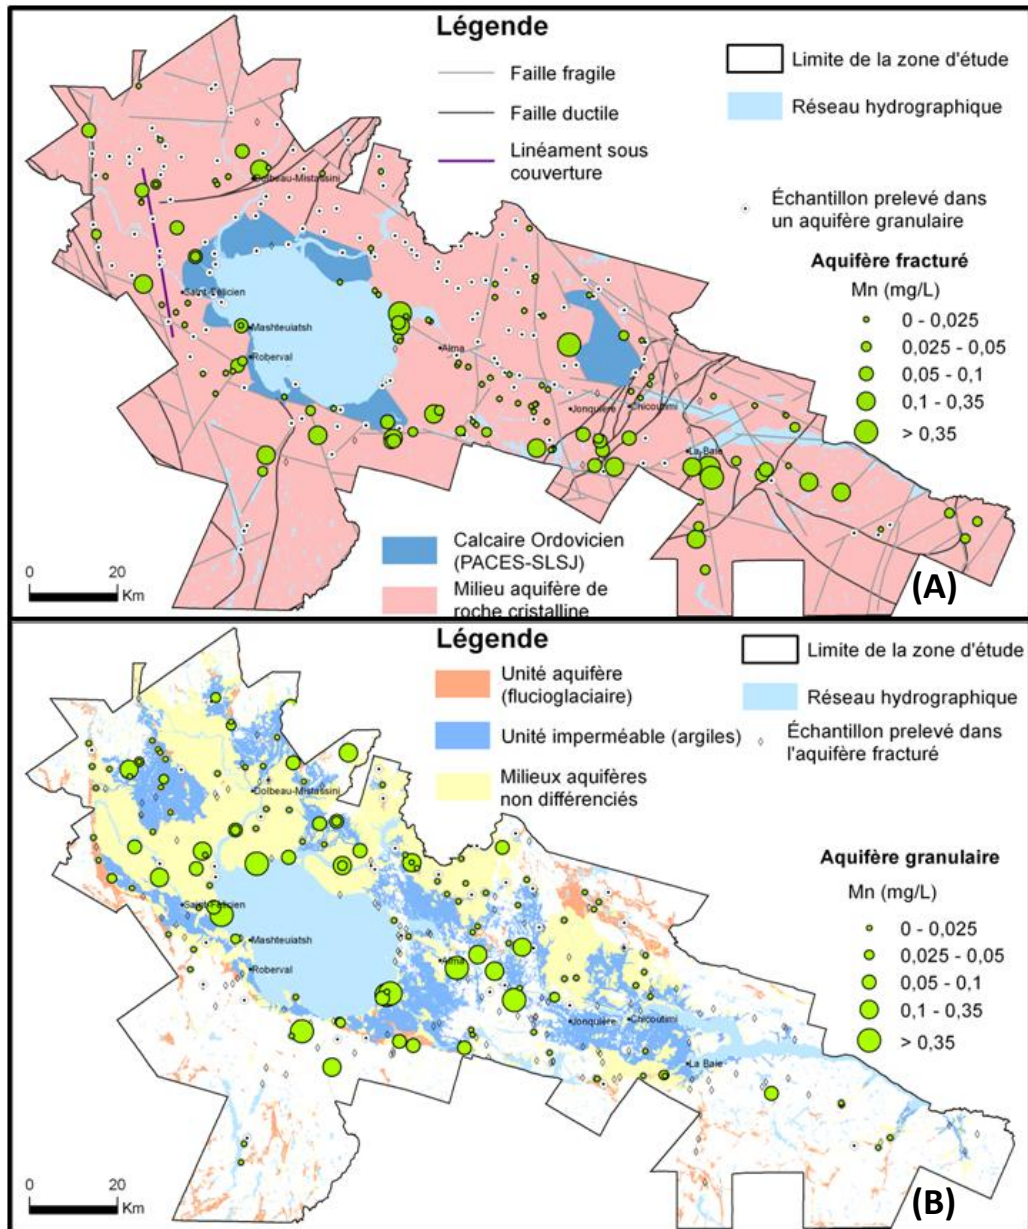 Légende
Faille fragile
Faille ductile
Linéament sous
couverture
Limite de la zone d'étude
Réseau hydrographique
Échantillon prelevé dans
un aquifère granulaire
Aquifère fracturé
Mn (mg/L)
0 - 0,025
0,025 - 0,05
0,05 - 0,1
0,1 - 0,35
> 0,35
Dolbeau-Mistassini
Saint-Félicien
Mashteuiatsh
Roberval
Alma
Jonquière
Chicoutimi
La Baie
Calcaire Ordovicien
(PACES-SLSJ)
Milieu aquifère de
roche cristalline
0 20
Km
(A)
Légende
Unité aquifère
(flucioglaciaire)
Unité imperméable (argiles)
Milieux aquifères
non différenciés
Limite de la zone d'étude
Réseau hydrographique
Échantillon prelevé dans
l'aquifère fracturé
Aquifère granulaire
Mn (mg/L)
0 - 0,025
0,025 - 0,05
0,05 - 0,1
0,1 - 0,35
> 0,35
Dolbeau-Mistassini
Saint-Félicien
Mashteuiatsh
Roberval
Alma
Jonquière
Chicoutimi
La Baie
0 20
Km
(B)